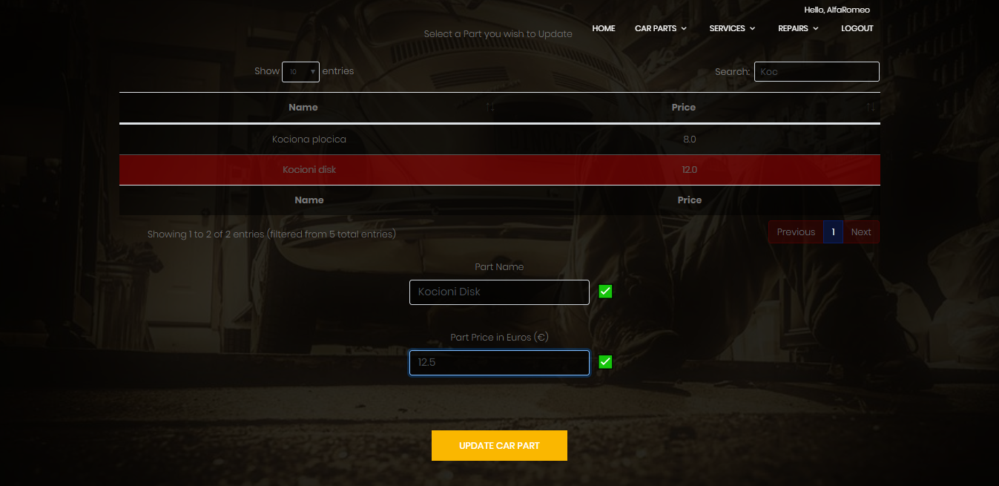 Hello, AlfaRomeo
HOME CAR PARTS SERVICES REPAIRS LOGOUT
Select a Part you wish to Update
Show 10 entries Search: Koc
Name Price
Kociona plocica 8.0
Kocioni disk 12.0
Name Price
Showing 1 to 2 of 2 entries (filtered from 5 total entries) Previous 1 Next
Part Name
Kocioni Disk
Part Price in Euros (€)
12.5
UPDATE CAR PART